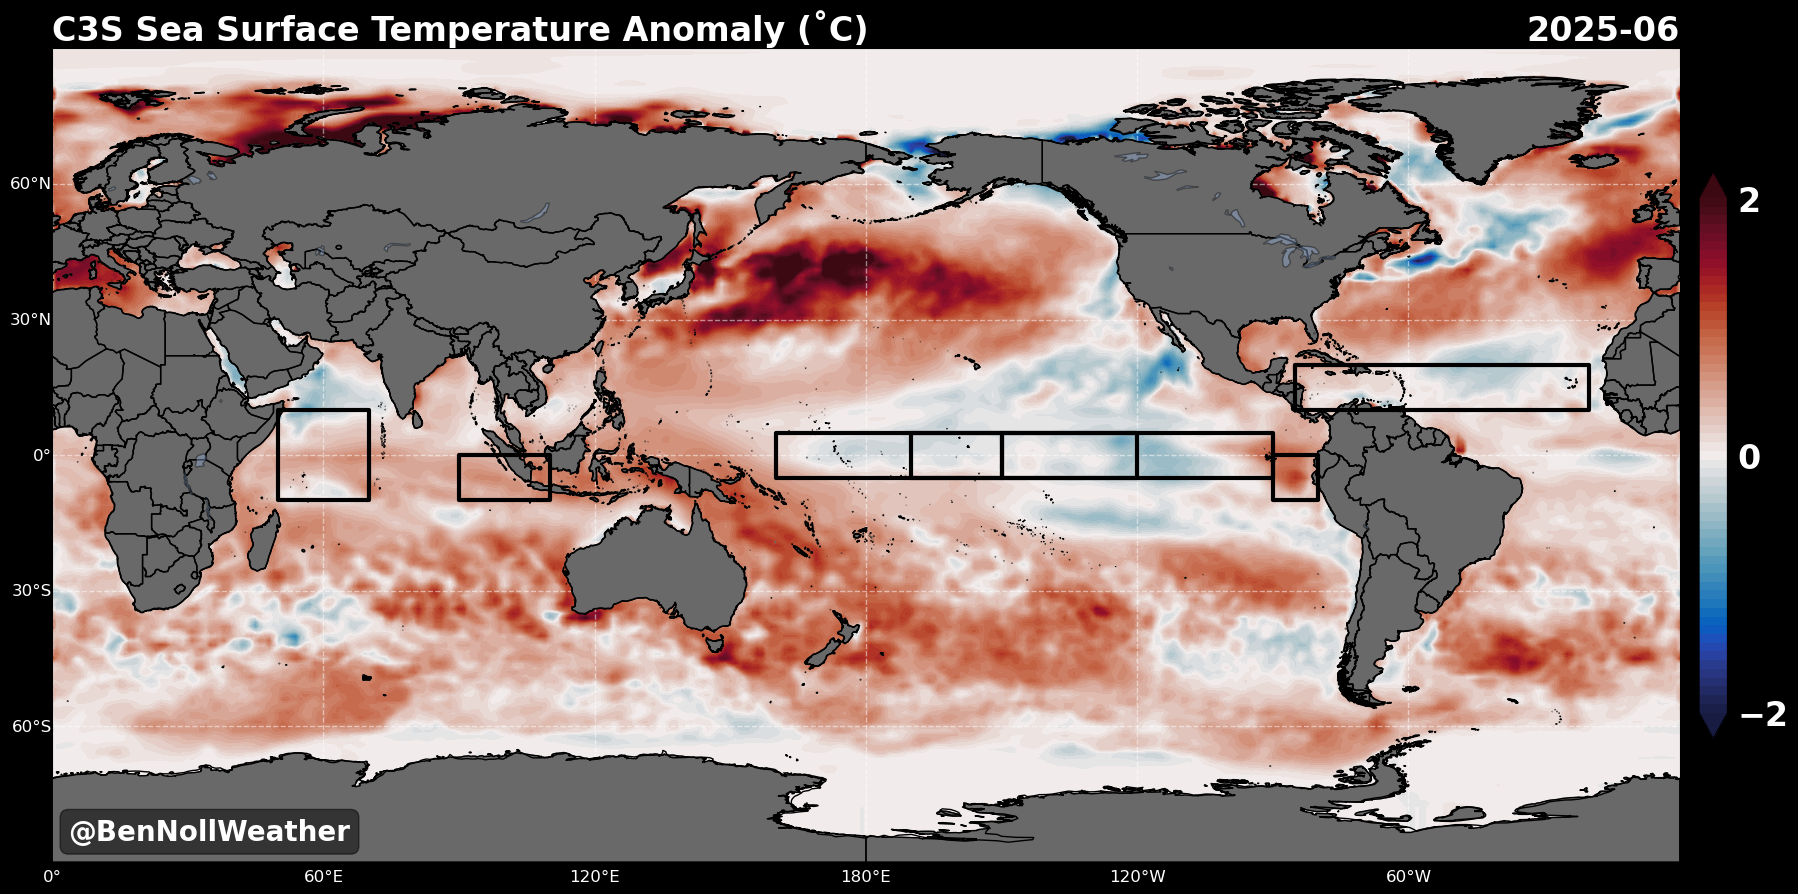 C3S Sea Surface Temperature Anomaly (˚C)
2025-06
60°N
30°N
0°
30°S
60°S
0°
60°E
120°E
180°E
120°W
60°W
2
0
−2
@BenNollWeather